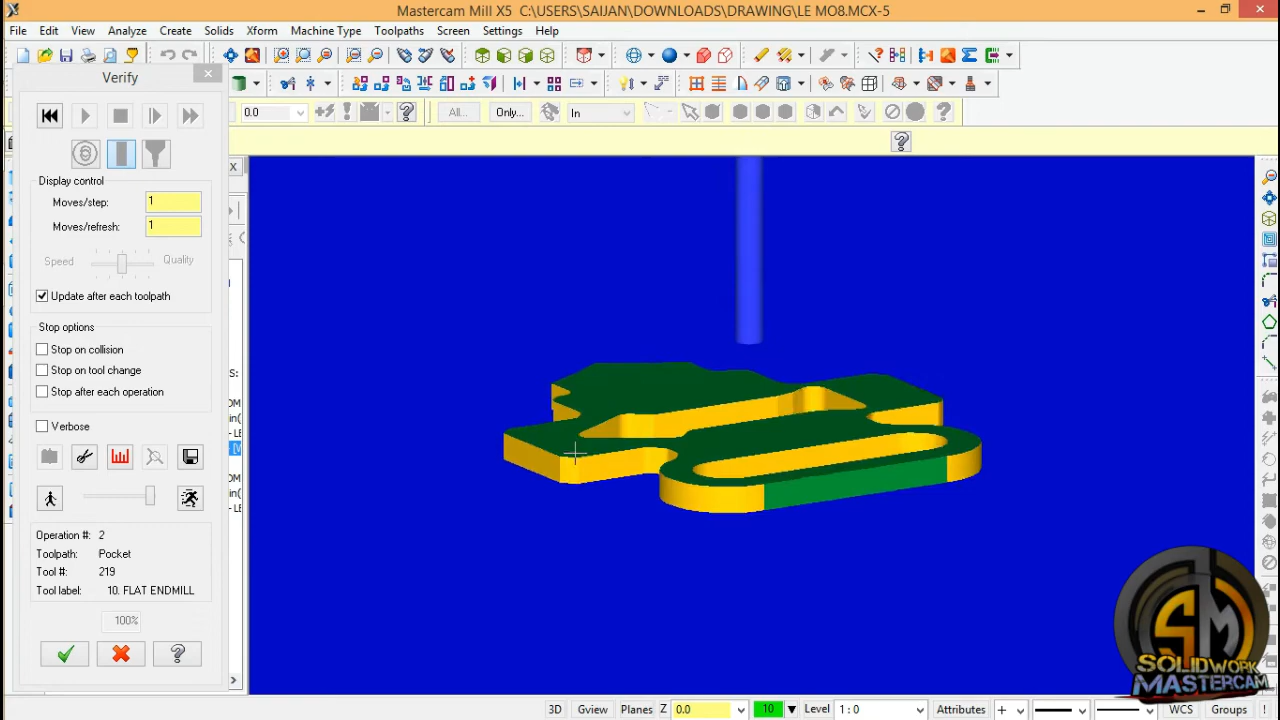 Mastercam Mill X5 C:\USERS\SAIJAN\DOWNLOADS\DRAWING\LE MO8.MCX-5
File Edit View Analyze Create Solids Xform Machine Type Toolpaths Screen Settings Help
Verify
0.0 All... Only... In
Display control
Moves/step: 1
Moves/refresh: 1
Speed Quality
Update after each toolpath
Stop options
Stop on collision
Stop on tool change
Stop after each operation
Verbose
Operation #: 2
Toolpath: Pocket
Tool #: 219
Tool label: 10. FLAT ENDMILL
100%
SM
SOLIDWORK
MASTERCAM
3D Gview Planes Z 0.0 10 Level 1: 0 Attributes WCS Groups !